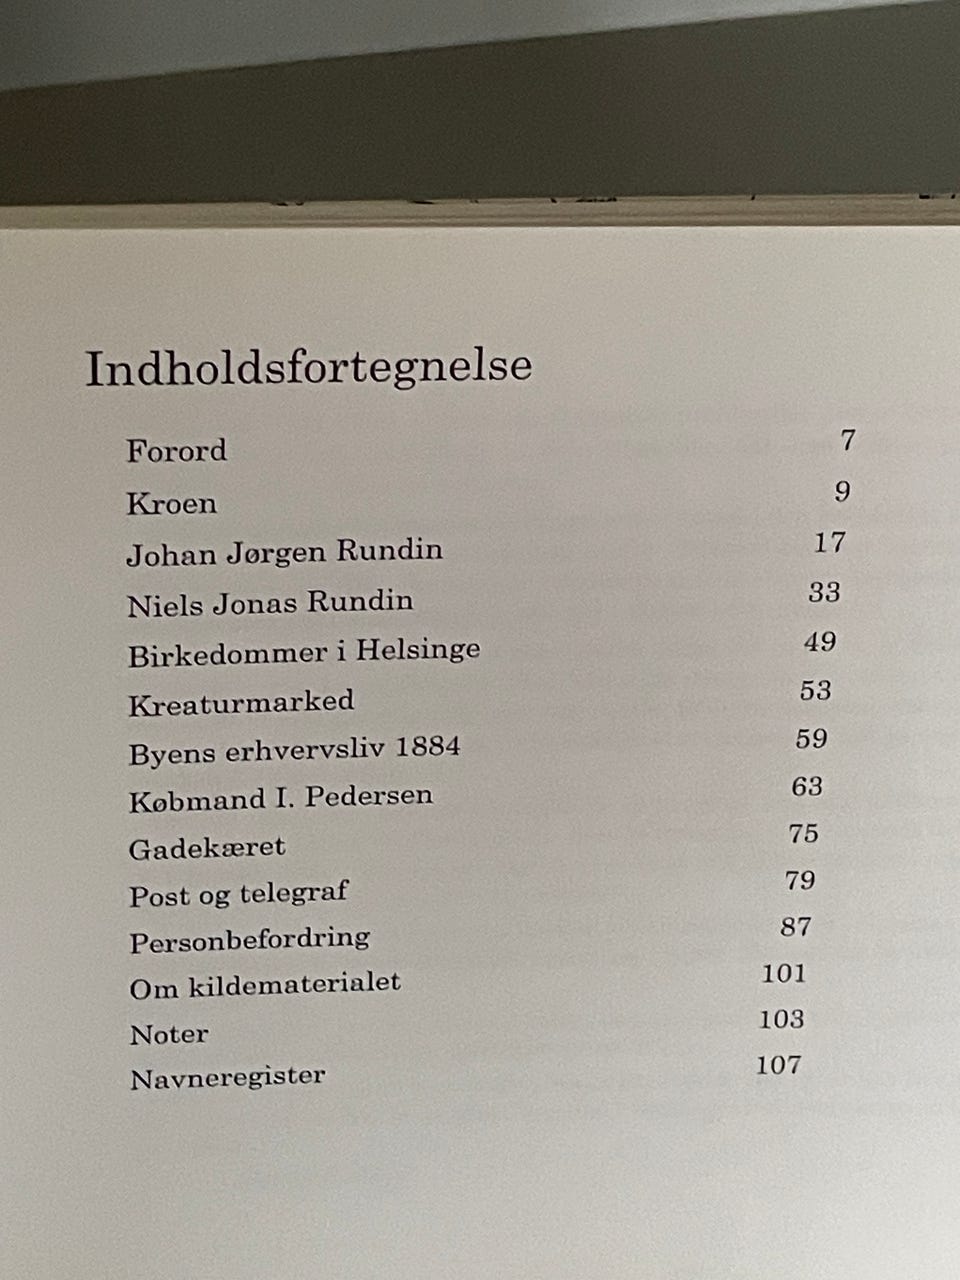 Indholdsfortegnelse
Forord 7
Kroen 9
Johan Jørgen Rundin 17
Niels Jonas Rundin 33
Birkedommer i Helsinge 49
Kreaturmarked 53
Byens erhvervsliv 1884 59
Købmand I. Pedersen 63
Gadekæret 75
Post og telegraf 79
Personbefordring 87
Om kildematerialet 101
Noter 103
Navneregister 107